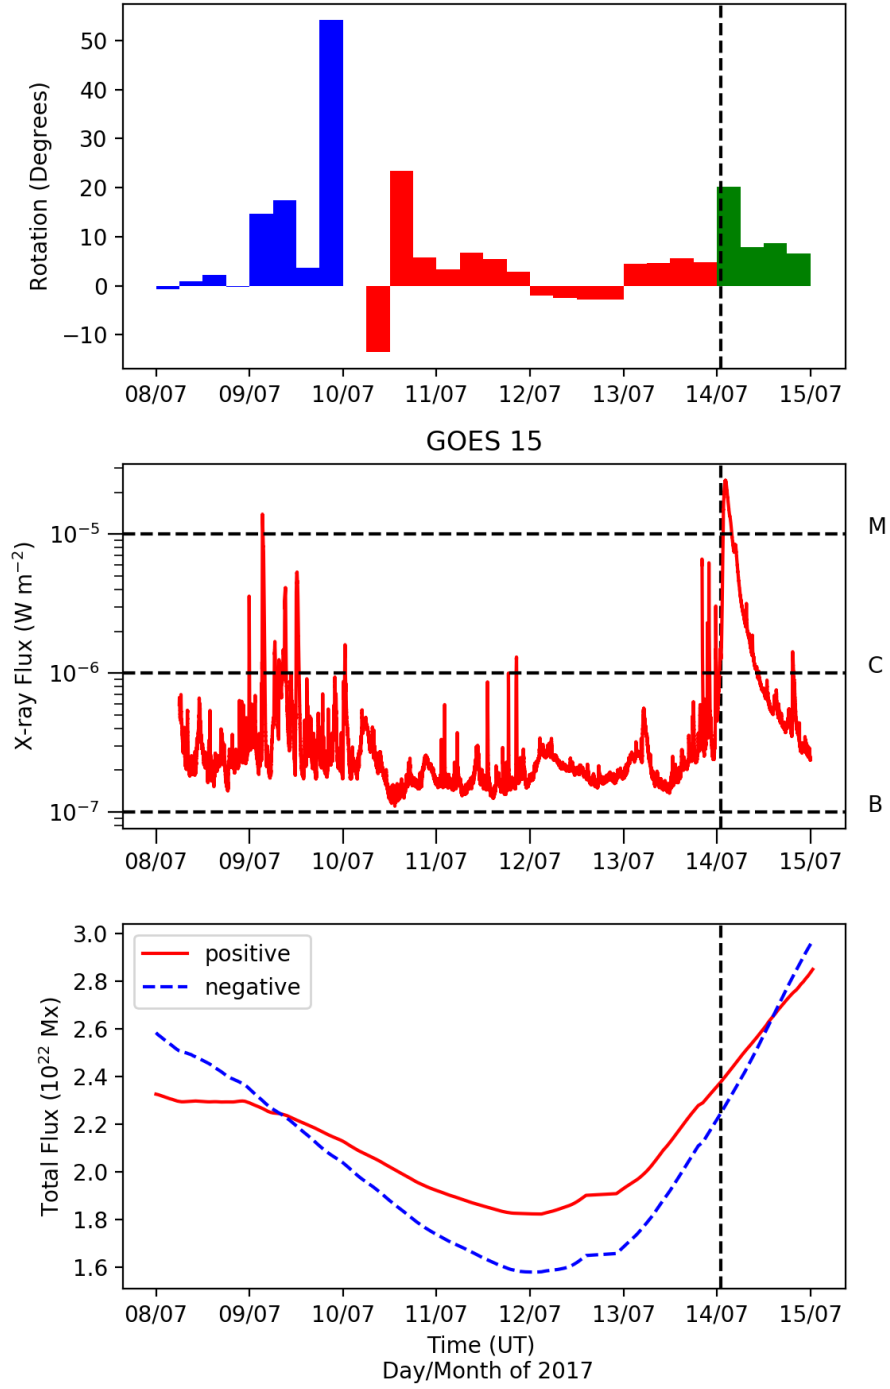 50
40
30
20
10
0
−10
Rotation (Degrees)
08/07 09/07 10/07 11/07 12/07 13/07 14/07 15/07
GOES 15
10⁻⁵
10⁻⁶
10⁻⁷
X-ray Flux (W m⁻²)
M
C
B
08/07 09/07 10/07 11/07 12/07 13/07 14/07 15/07
3.0
2.8
2.6
2.4
2.2
2.0
1.8
1.6
Total Flux (10²² Mx)
positive
negative
08/07 09/07 10/07 11/07 12/07 13/07 14/07 15/07
Time (UT)
Day/Month of 2017